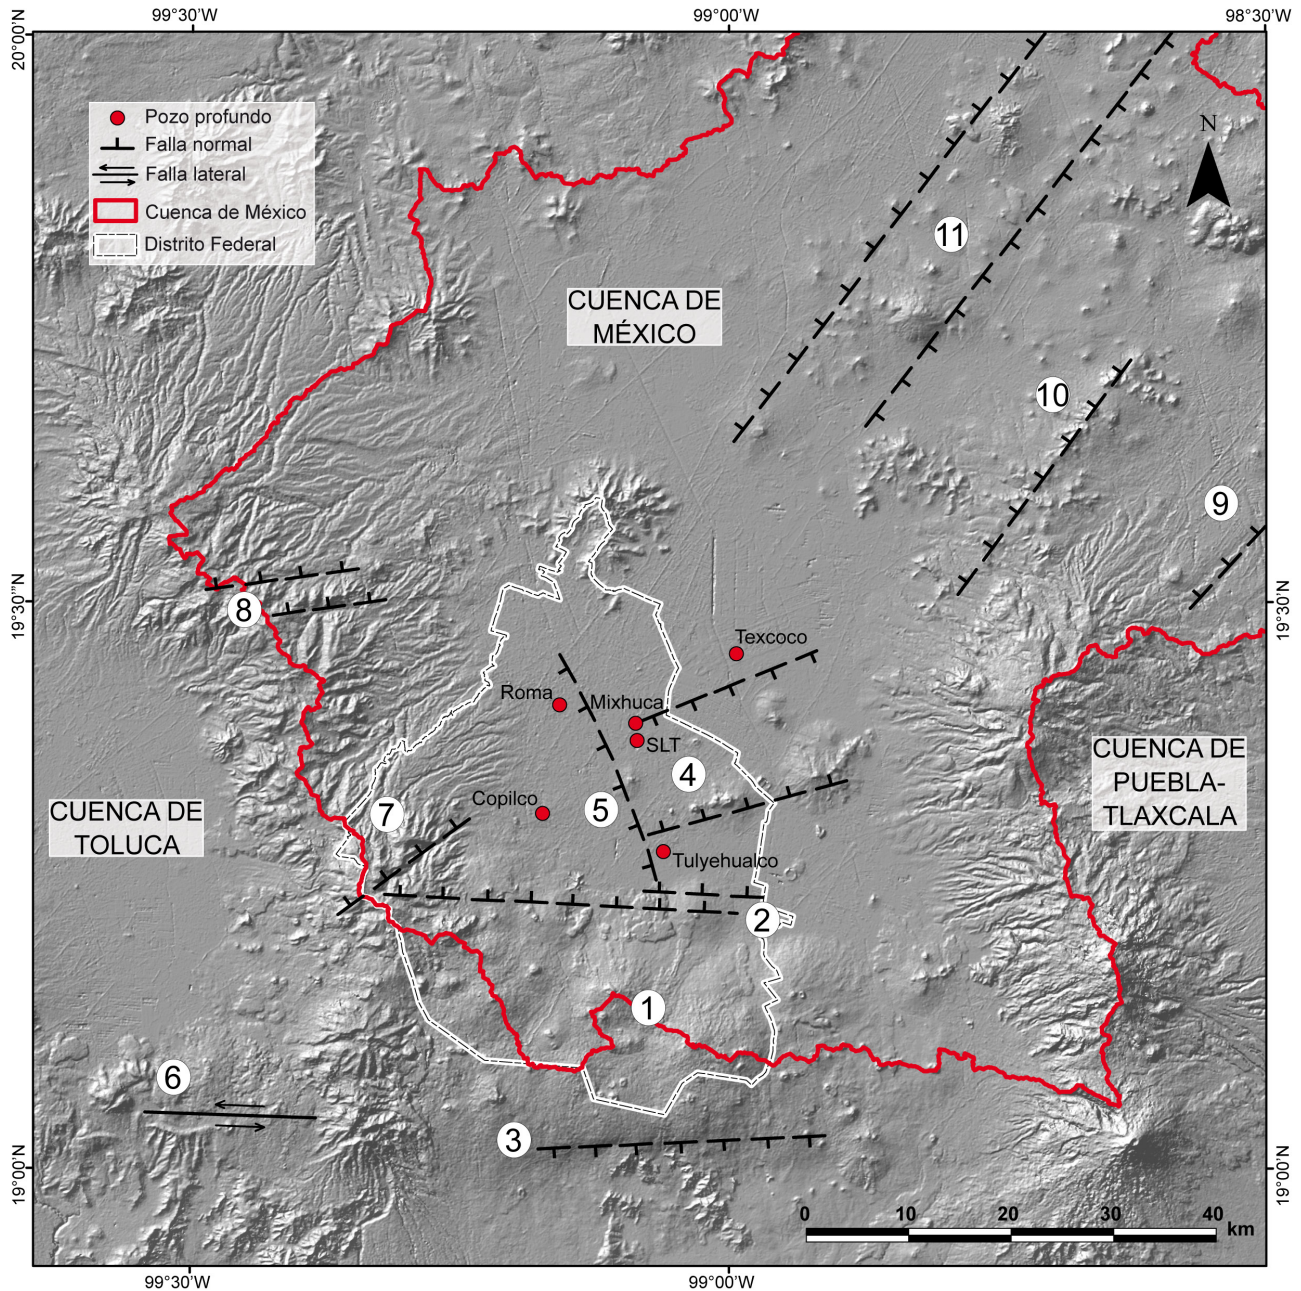 99°30'W
99°00'W
98°30'W
20°00'N
Pozo profundo
Falla normal
Falla lateral
Cuenca de México
Distrito Federal
N
11
CUENCA DE
MÉXICO
10
9
19°30'"N
19°30'N
8
Texcoco
Roma
Mixhuca
SLT
4
CUENCA DE
PUEBLA-
TLAXCALA
CUENCA DE
TOLUCA
7
Copilco
5
Tulyehualco
2
1
6
3
19°00'N
19°00'N
0
10
20
30
40
km
99°30'W
99°00'W